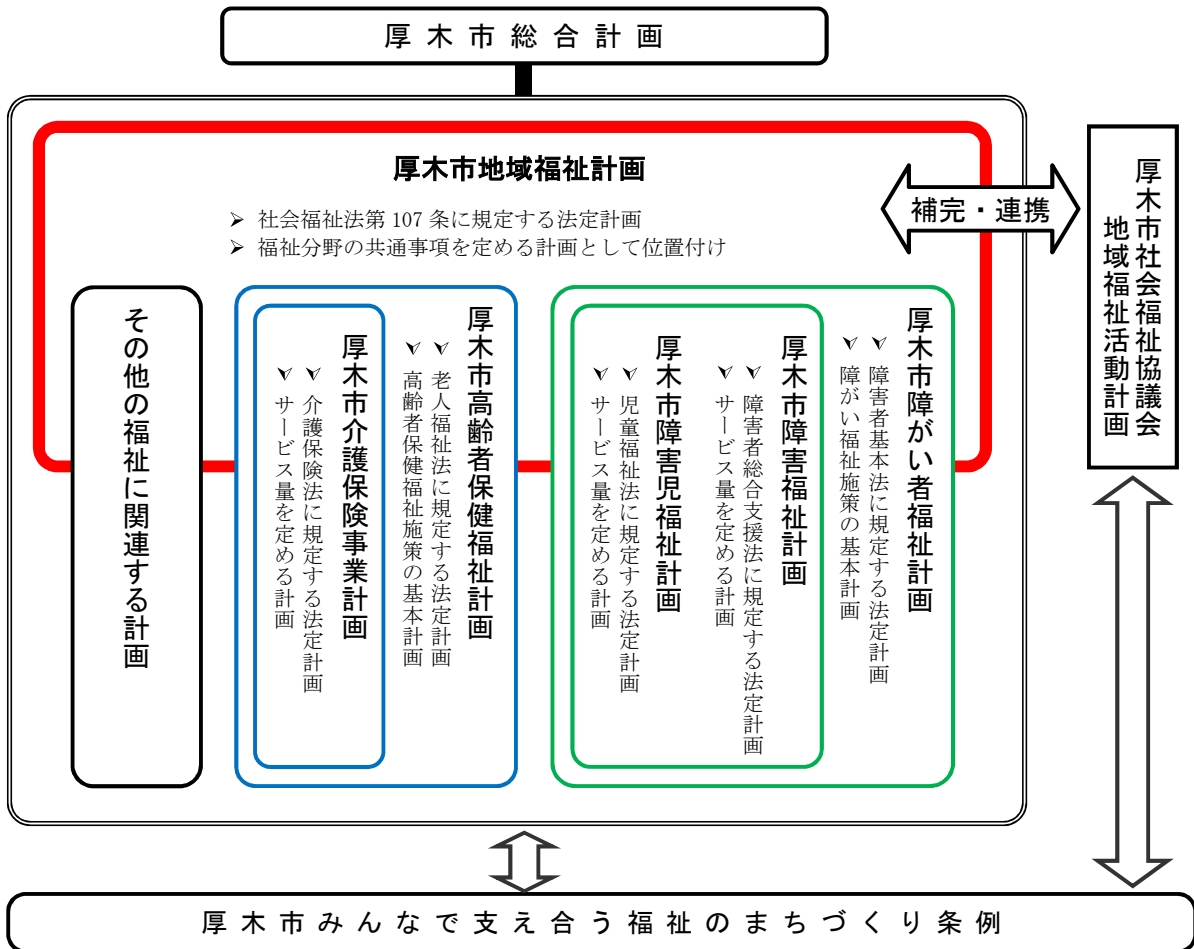 厚木市総合計画
厚木市地域福祉計画
➢ 社会福祉法第 107 条に規定する法定計画
➢ 福祉分野の共通事項を定める計画として位置付け
補完・連携
厚木市社会福祉協議会
地域福祉活動計画
厚木市障がい者福祉計画
➢ 障害者基本法に規定する法定計画
➢ 障がい福祉施策の基本計画
厚木市障害福祉計画
➢ 障害者総合支援法に規定する法定計画
➢ サービス量を定める計画
厚木市障害児福祉計画
➢ 児童福祉法に規定する法定計画
➢ サービス量を定める計画
厚木市高齢者保健福祉計画
➢ 老人福祉法に規定する法定計画
➢ 高齢者保健福祉施策の基本計画
厚木市介護保険事業計画
➢ 介護保険法に規定する法定計画
➢ サービス量を定める計画
その他の福祉に関連する計画
厚木市みんなで支え合う福祉のまちづくり条例